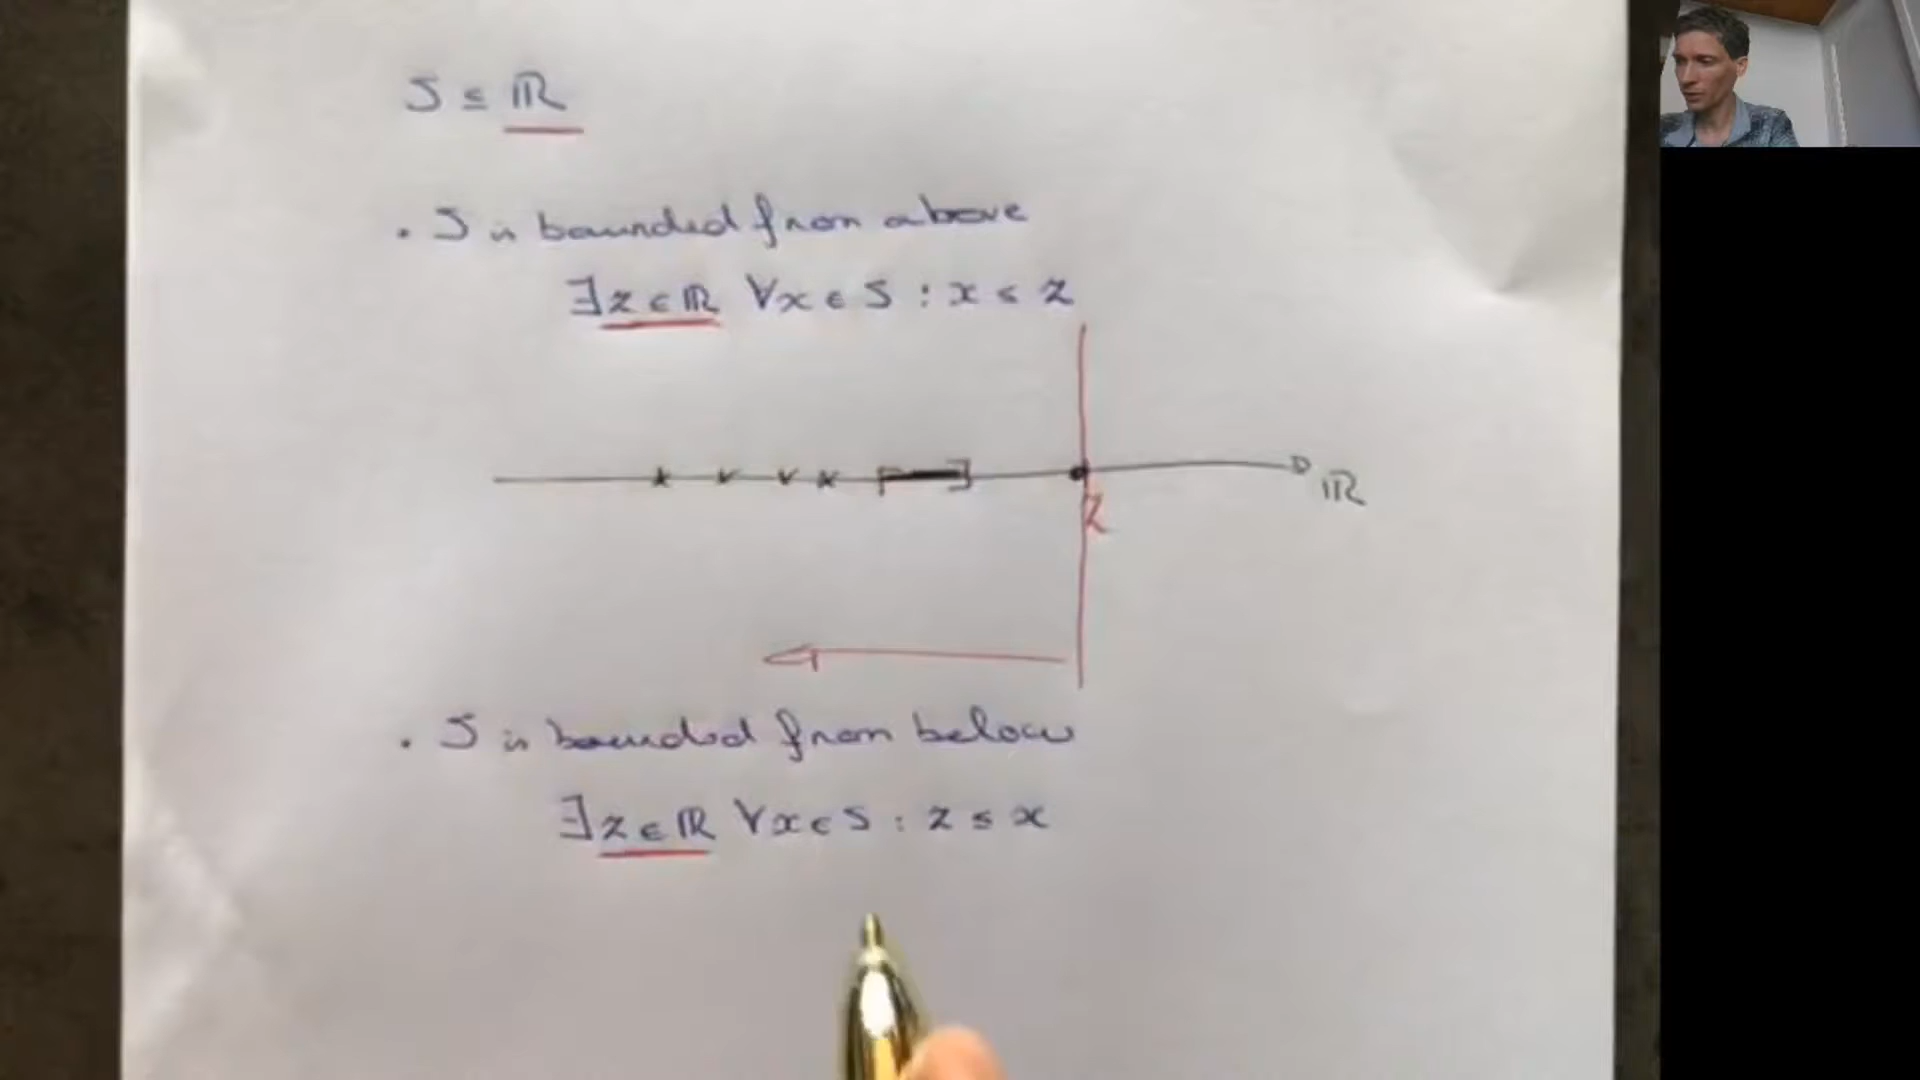 S ⊆ ℝ
· S is bounded from above
∃z∈ℝ ∀x∈S : x ≤ z
ℝ
z
· S is bounded from below
∃z∈ℝ ∀x∈S : z ≤ x